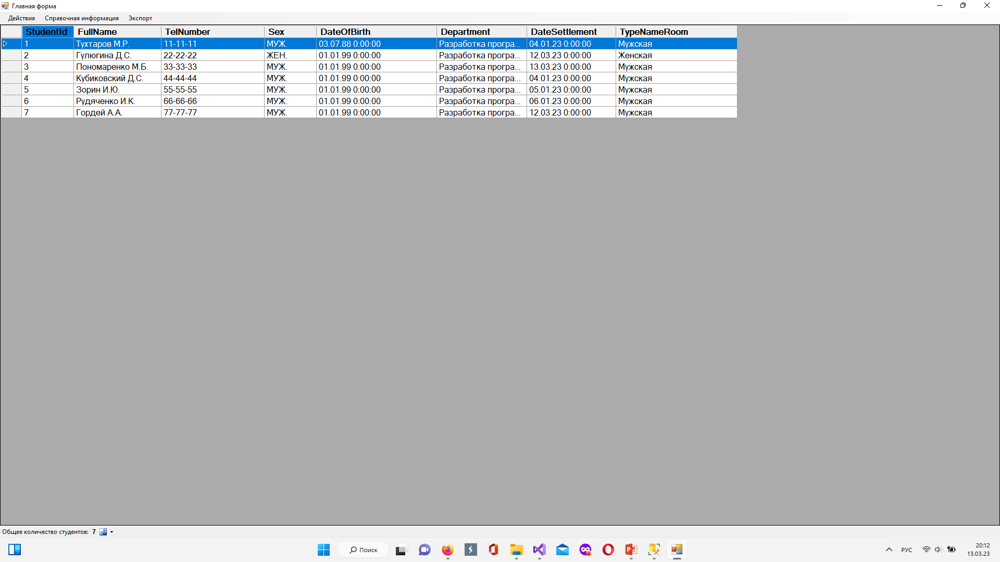 Главная форма
Действия Справочная информация Экспорт
StudentId FullName TelNumber Sex DateOfBirth Department DateSettlement TypeNameRoom
1 Тухтаров М.Р. 11-11-11 МУЖ. 03.07.88 0:00:00 Разработка програ... 04.01.23 0:00:00 Мужская
2 Гулюгина Д.С. 22-22-22 ЖЕН. 01.01.99 0:00:00 Разработка програ... 12.03.23 0:00:00 Женская
3 Пономаренко М.Б. 33-33-33 МУЖ. 01.01.99 0:00:00 Разработка програ... 13.03.23 0:00:00 Мужская
4 Кубиковский Д.С. 44-44-44 МУЖ. 01.01.99 0:00:00 Разработка програ... 04.01.23 0:00:00 Мужская
5 Зорин И.Ю. 55-55-55 МУЖ. 01.01.99 0:00:00 Разработка програ... 05.01.23 0:00:00 Мужская
6 Рудяченко И.К. 66-66-66 МУЖ. 01.01.99 0:00:00 Разработка програ... 06.01.23 0:00:00 Мужская
7 Гордей А.А. 77-77-77 МУЖ. 01.01.99 0:00:00 Разработка програ... 12.03.23 0:00:00 Мужская
Общее количество студентов: 7
Поиск
РУС
20:12
13.03.23